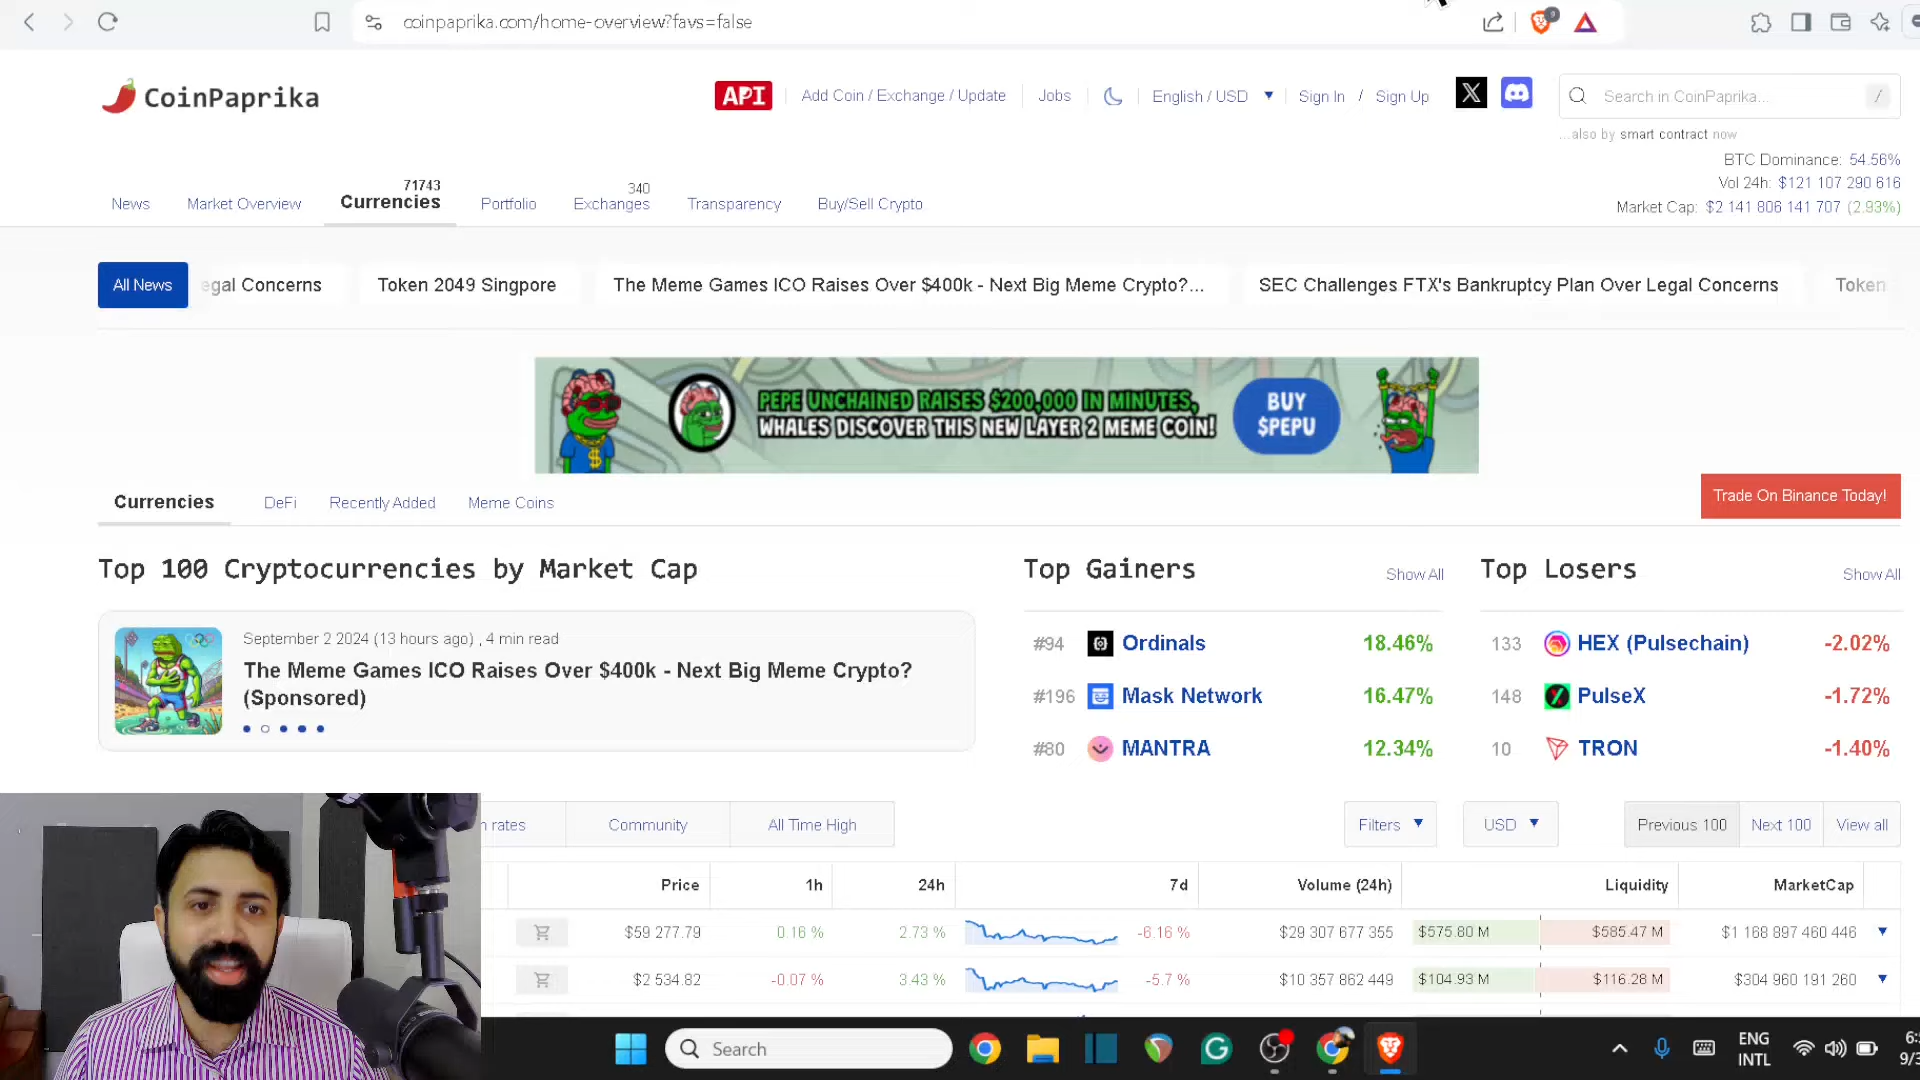 coinpaprika.com/home-overview?favs=false
9
CoinPaprika
API
Add Coin / Exchange / Update
Jobs
English / USD
Sign In / Sign Up
X
Search in CoinPaprika...
/
...also by smart contract now
BTC Dominance: 54.56%
Vol 24h: $121 107 290 616
Market Cap: $2 141 806 141 707 (2.93%)
News
Market Overview
71743
Currencies
Portfolio
340
Exchanges
Transparency
Buy/Sell Crypto
All News
egal Concerns
Token 2049 Singpore
The Meme Games ICO Raises Over $400k - Next Big Meme Crypto?...
SEC Challenges FTX's Bankruptcy Plan Over Legal Concerns
Token
PEPE UNCHAINED RAISES $200,000 IN MINUTES,
WHALES DISCOVER THIS NEW LAYER 2 MEME COIN!
BUY
$PEPU
Currencies
DeFi
Recently Added
Meme Coins
Trade On Binance Today!
Top 100 Cryptocurrencies by Market Cap
September 2 2024 (13 hours ago) , 4 min read
The Meme Games ICO Raises Over $400k - Next Big Meme Crypto?
(Sponsored)
Top Gainers
Show All
#94 Ordinals 18.46%
#196 Mask Network 16.47%
#80 MANTRA 12.34%
Top Losers
Show All
133 HEX (Pulsechain) -2.02%
148 PulseX -1.72%
10 TRON -1.40%
n rates
Community
All Time High
Filters
USD
Previous 100
Next 100
View all
Price 1h 24h 7d Volume (24h) Liquidity MarketCap
$59 277.79 0.16 % 2.73 % -6.16 % $29 307 677 355 $575.80 M $585.47 M $1 168 897 460 446
$2 534.82 -0.07 % 3.43 % -5.7 % $10 357 862 449 $104.93 M $116.28 M $304 960 191 260
Search
ENG
INTL
6:
9/3